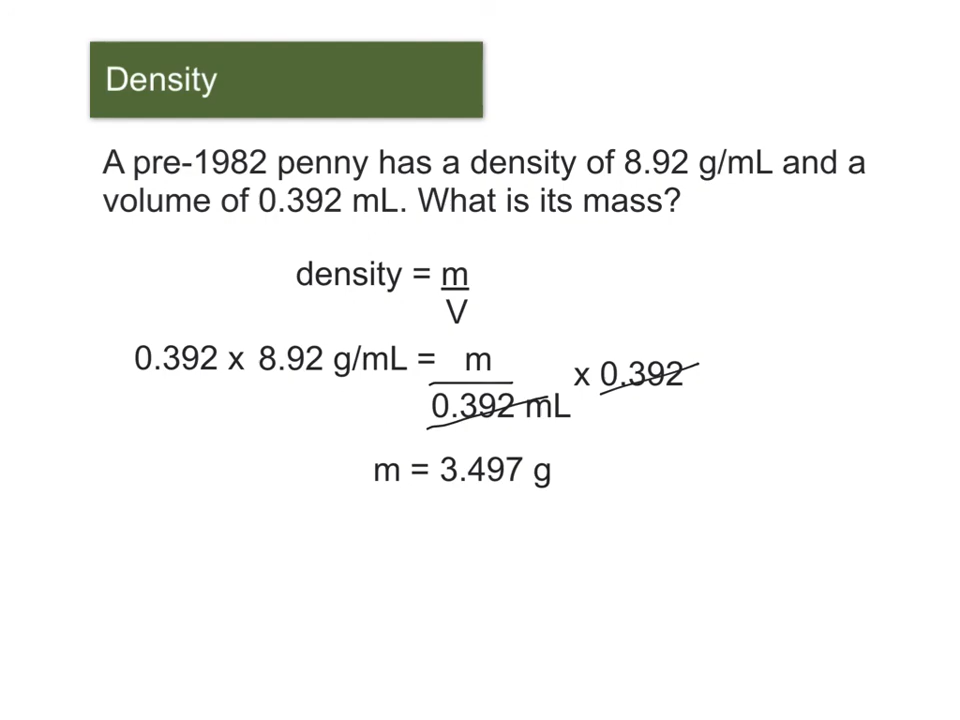 Density
A pre-1982 penny has a density of 8.92 g/mL and a
volume of 0.392 mL. What is its mass?
density = m
V
0.392 x 8.92 g/mL = m
x 0.392
0.392 mL
m = 3.497 g